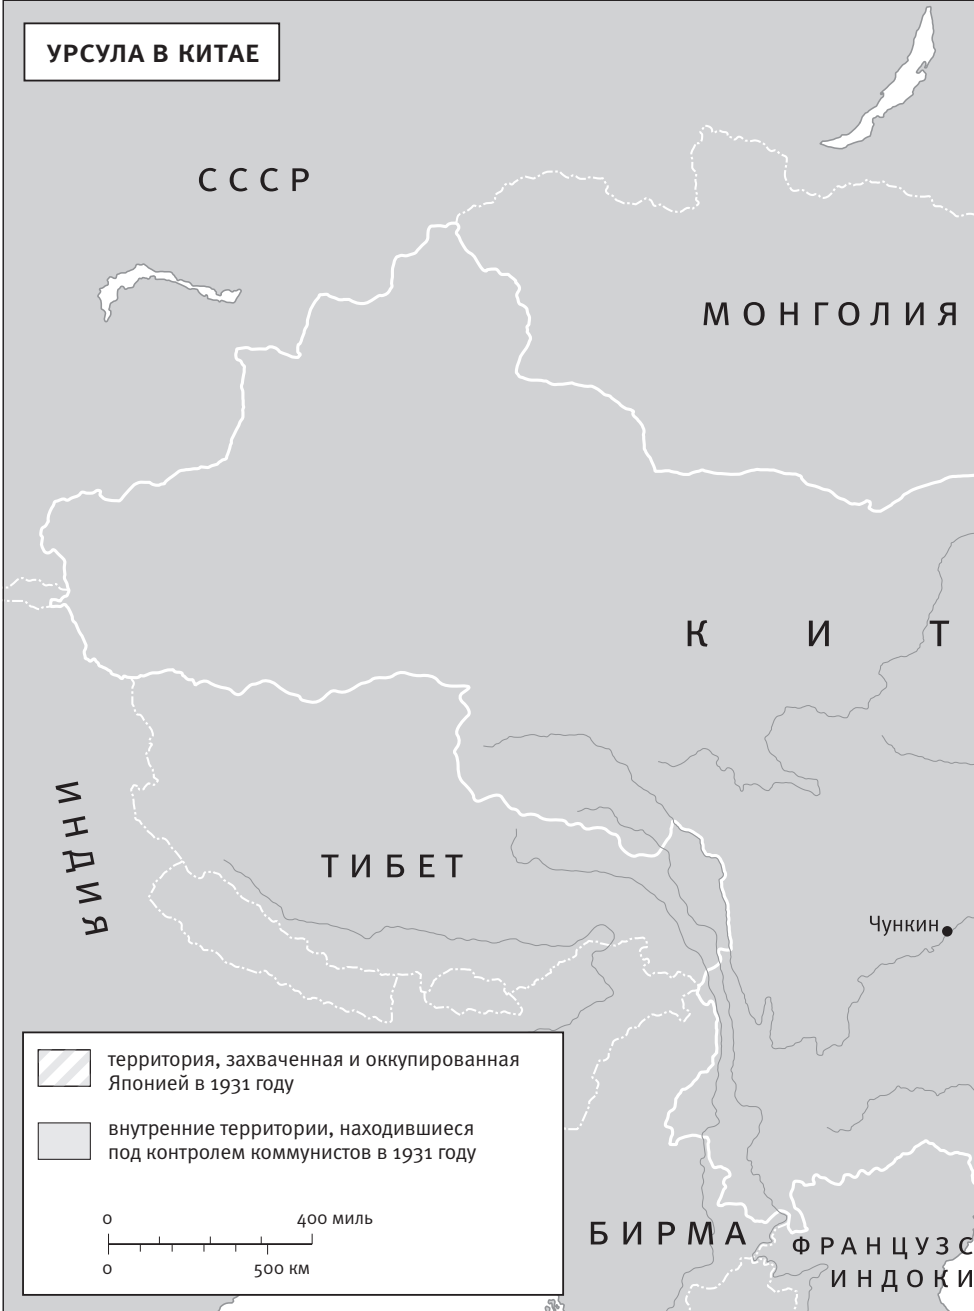 УРСУЛА В КИТАЕ
СССР
МОНГОЛИЯ
КИТ
ИНДИЯ
ТИБЕТ
Чункин
территория, захваченная и оккупированная
Японией в 1931 году
внутренние территории, находившиеся
под контролем коммунистов в 1931 году
0 400 миль
0 500 км
БИРМА
ФРАНЦУЗС
ИНДОКИ